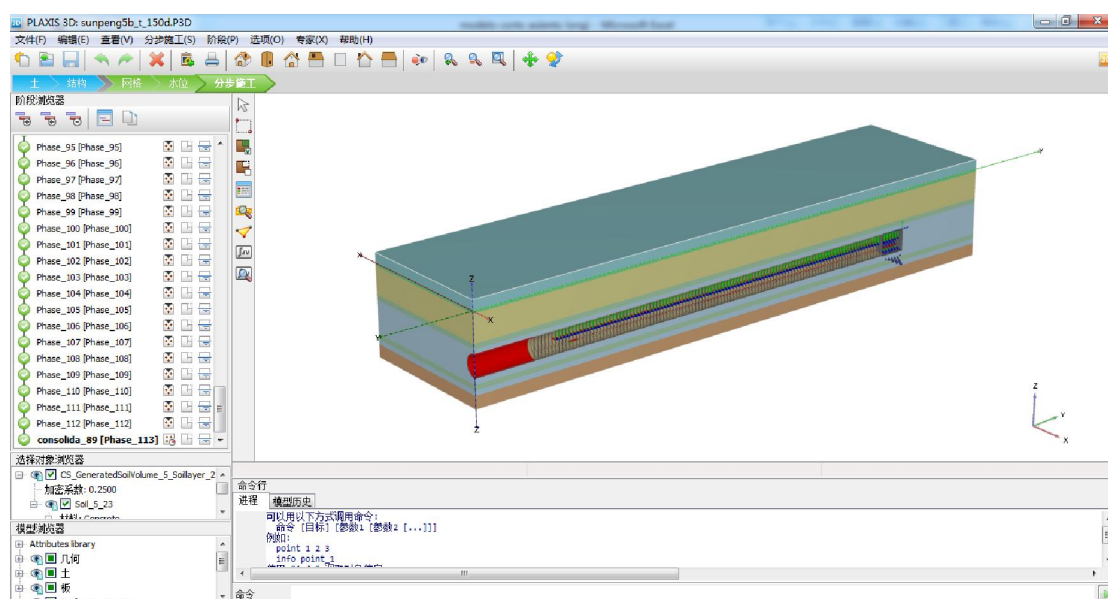 PLAXIS 3D: sunpeng5b_t_150d.P3D
文件(F) 编辑(E) 查看(V) 分步施工(S) 阶段(P) 选项(O) 专家(X) 帮助(H)
土 结构 网格 水位 分步施工
阶段浏览器
Phase_95 [Phase_95]
Phase_96 [Phase_96]
Phase_97 [Phase_97]
Phase_98 [Phase_98]
Phase_99 [Phase_99]
Phase_100 [Phase_100]
Phase_101 [Phase_101]
Phase_102 [Phase_102]
Phase_103 [Phase_103]
Phase_104 [Phase_104]
Phase_105 [Phase_105]
Phase_106 [Phase_106]
Phase_107 [Phase_107]
Phase_108 [Phase_108]
Phase_109 [Phase_109]
Phase_110 [Phase_110]
Phase_111 [Phase_111]
Phase_112 [Phase_112]
consolida_89 [Phase_113]
选择对象浏览器
CS_GeneratedSoilVolume_5_Soillayer_2
加密系数: 0.2500
Soil_5_23
材料: Concrete
模型浏览器
Attributes library
几何
土
板
x
Y
Z
X
Y
Z
Z
Y
X
命令行
进程 模型历史
可以用以下方式调用命令:
命令 [目标] [参数1 [参数2 [...]]]
例如:
point 1 2 3
info point_1
命令